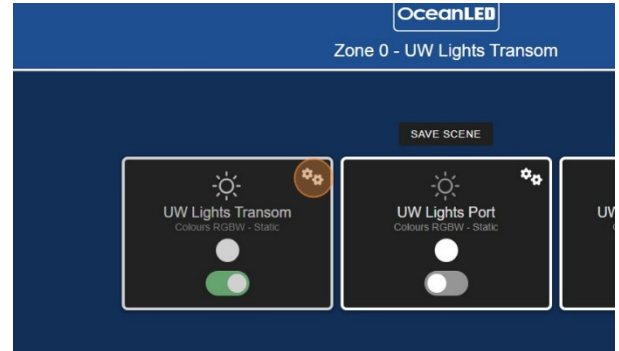 OceanLED
Zone 0 - UW Lights Transom
SAVE SCENE
UW Lights Transom
Colours RGBW - Static
UW Lights Port
Colours RGBW - Static